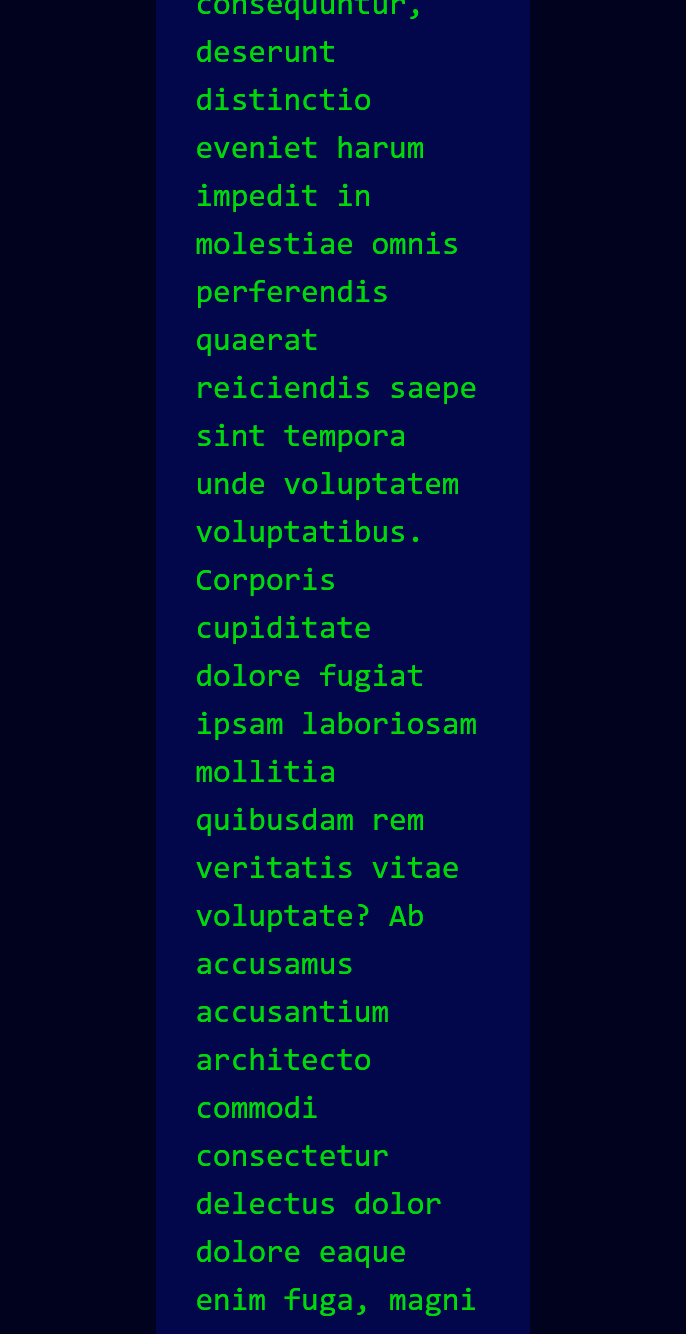 consequuntur,
deserunt
distinctio
eveniet harum
impedit in
molestiae omnis
perferendis
quaerat
reiciendis saepe
sint tempora
unde voluptatem
voluptatibus.
Corporis
cupiditate
dolore fugiat
ipsam laboriosam
mollitia
quibusdam rem
veritatis vitae
voluptate? Ab
accusamus
accusantium
architecto
commodi
consectetur
delectus dolor
dolore eaque
enim fuga, magni